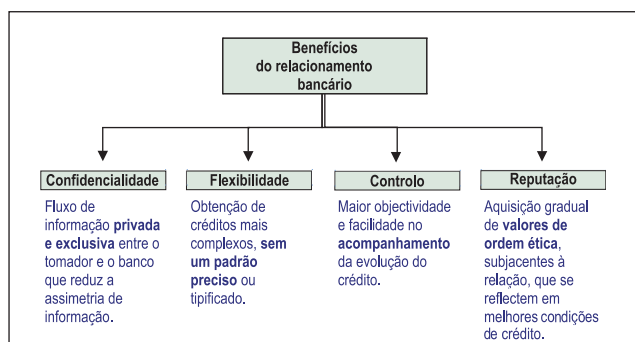 Benefícios
do relacionamento
bancário
Confidencialidade
Fluxo de
informação privada
e exclusiva entre o
tomador e o banco
que reduz a
assimetria de
informação.
Flexibilidade
Obtenção de
créditos mais
complexos, sem
um padrão
preciso ou
tipificado.
Controlo
Maior objectividade
e facilidade no
acompanhamento
da evolução do
crédito.
Reputação
Aquisição gradual
de valores de
ordem ética,
subjacentes à
relação, que se
reflectem em
melhores condições
de crédito.